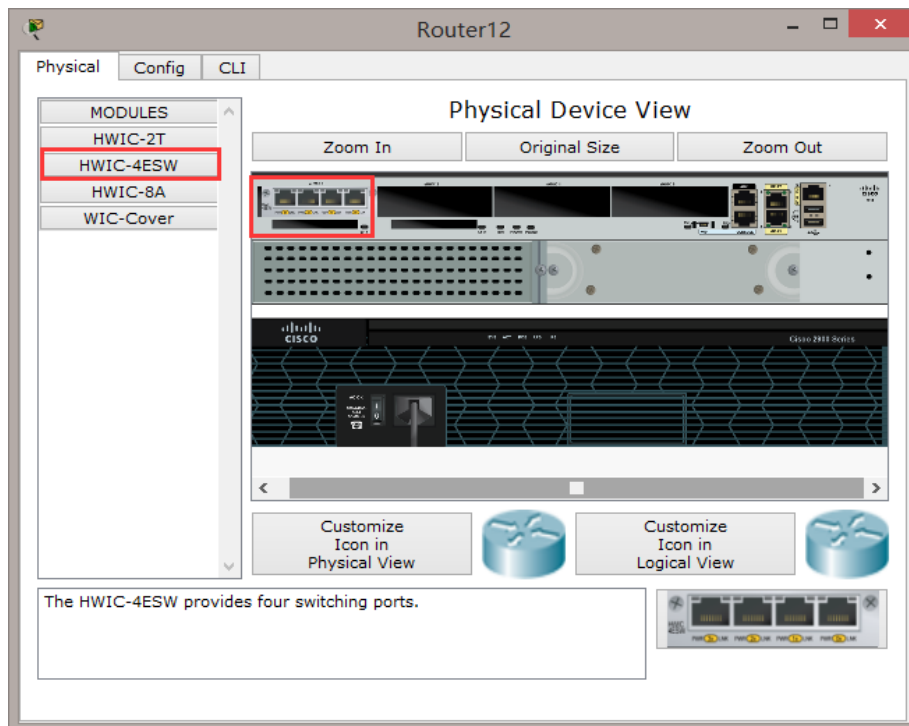 Router12
Physical
Config
CLI
MODULES
HWIC-2T
HWIC-4ESW
HWIC-8A
WIC-Cover
Physical Device View
Zoom In
Original Size
Zoom Out
CISCO
Cisco 2900 Series
Customize
Icon in
Physical View
Customize
Icon in
Logical View
The HWIC-4ESW provides four switching ports.
HWIC
4ESW